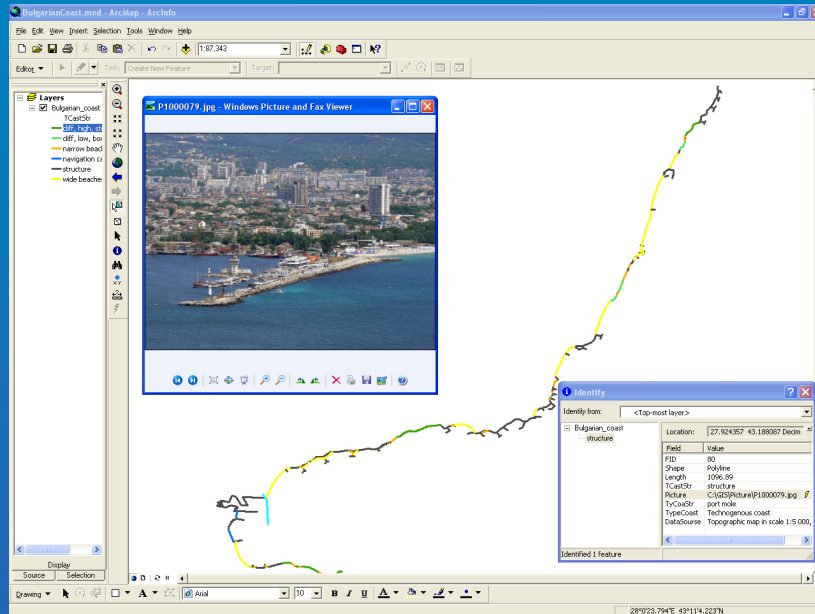 BulgarianCoast.mxd - ArcMap - ArcInfo
File Edit View Insert Selection Tools Window Help
1:87,343
Editor Task: Create New Feature Target:
Layers
Bulgarian_coast
TCastStr
cliff, high, st
cliff, low, bou
narrow beac
navigation ca
structure
wide beaches
P1000079.jpg - Windows Picture and Fax Viewer
Identify
Identify from: <Top-most layer>
Bulgarian_coast
structure
Location: 27.924357 43.188087 Decim
Field Value
FID 80
Shape Polyline
Length 1096.89
TCastStr structure
Picture C:\GIS\Picture\P1000079.jpg
TyCoaStr port mole
TypeCoast Technogenous coast
DataSourse Topographic map in scale 1:5 000,
Identified 1 feature
Display
Source Selection
Drawing A Arial 10 B I U A
28°0'23.794"E 43°11'4.223"N